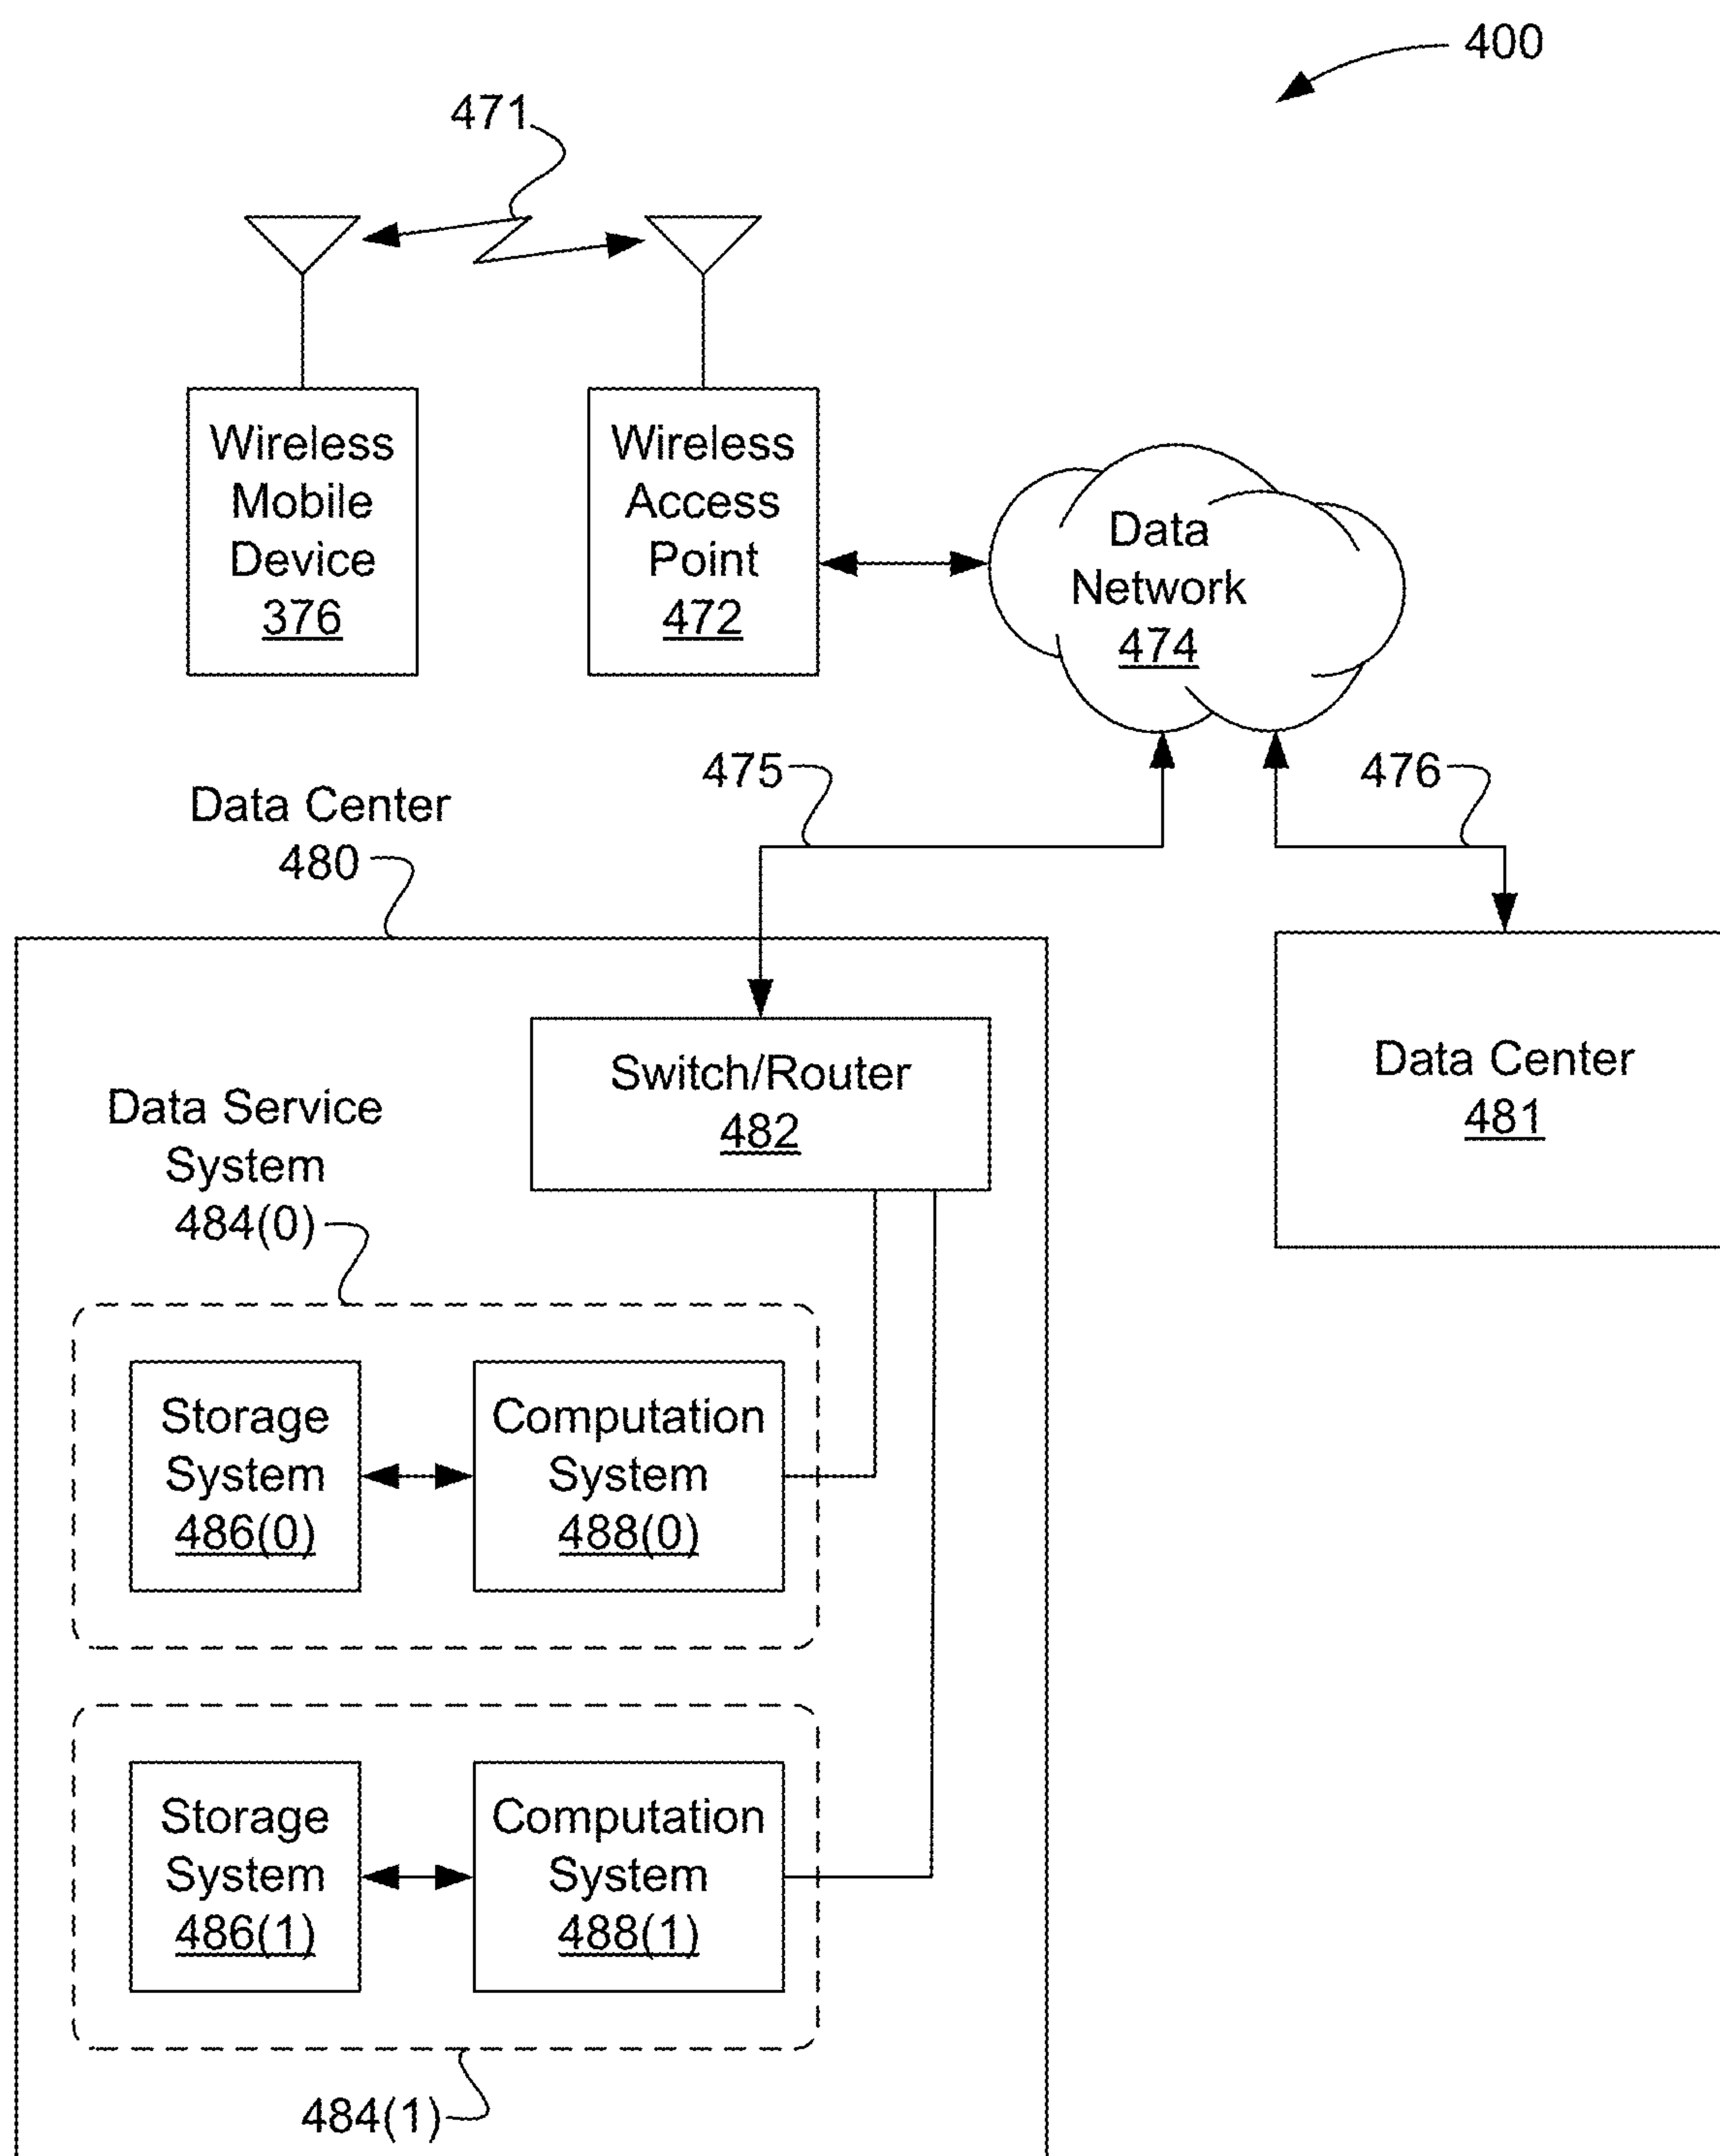 400
471
Wireless
Mobile
Device
376
Wireless
Access
Point
472
Data
Network
474
475
476
Data Center
480
Switch/Router
482
Data Center
481
Data Service
System
484(0)
Storage
System
486(0)
Computation
System
488(0)
Storage
System
486(1)
Computation
System
488(1)
484(1)